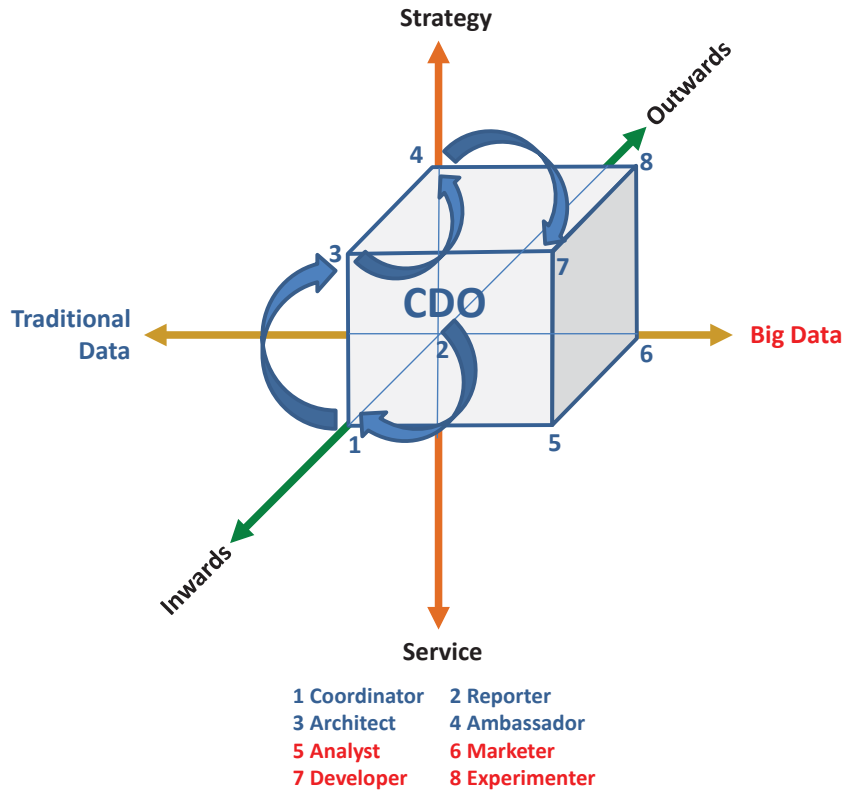 Strategy
Outwards
4
8
3
7
CDO
Traditional
Data
2
Big Data
6
1
5
Inwards
Service
1 Coordinator 2 Reporter
3 Architect 4 Ambassador
5 Analyst 6 Marketer
7 Developer 8 Experimenter